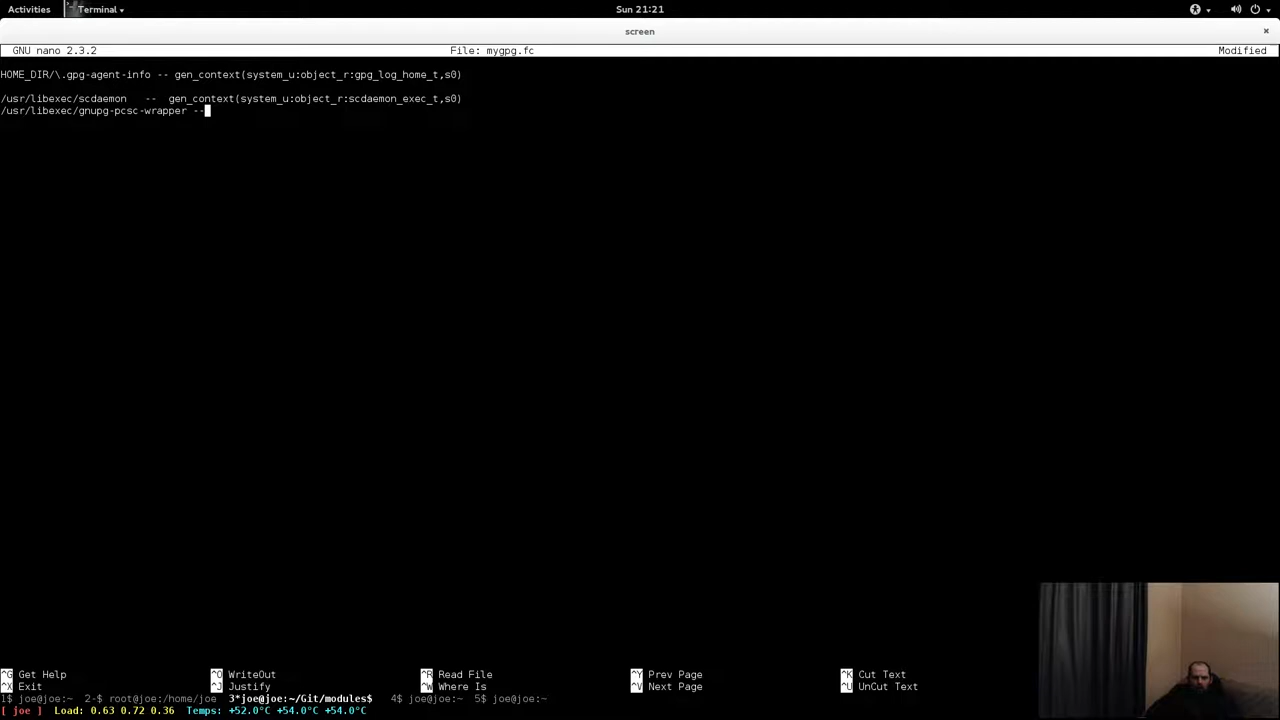 Activities Terminal Sun 21:21
screen ×
GNU nano 2.3.2 File: mygpg.fc Modified
HOME_DIR/\.gpg-agent-info -- gen_context(system_u:object_r:gpg_log_home_t,s0)
/usr/libexec/scdaemon -- gen_context(system_u:object_r:scdaemon_exec_t,s0)
/usr/libexec/gnupg-pcsc-wrapper --
^G Get Help ^O WriteOut ^R Read File ^Y Prev Page ^K Cut Text
^X Exit ^J Justify ^W Where Is ^V Next Page ^U UnCut Text
1$ joe@joe:~ 2-$ root@joe:/home/joe 3*joe@joe:~/Git/modules$ 4$ joe@joe:~ 5$ joe@joe:~
[ joe ] Load: 0.63 0.72 0.36 Temps: +52.0°C +54.0°C +54.0°C